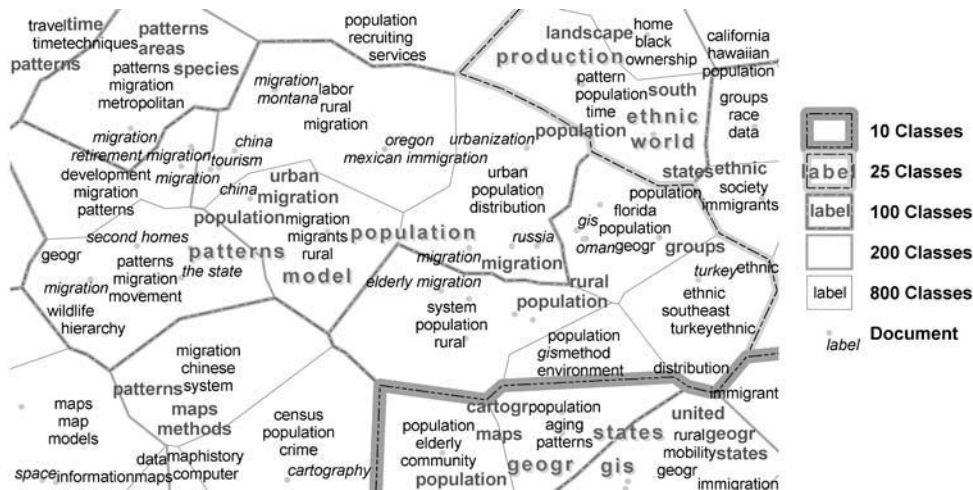 travel time
time techniques
patterns
patterns
areas
species
patterns
migration
metropolitan
population
recruiting
services
landscape
production
home
black
ownership
california
hawaiian
population
pattern
population
time
south
ethnic
world
population
groups
race
data
migration
montana
labor
rural
migration
migration
retirement migration
development
migration
patterns
china
tourism
migration
oregon
mexican immigration
urbanization
china
urban
migration
population
migration
migrants
rural
population
urban
population
distribution
states
ethnic
society
immigrants
population
florida
population
geogr
gis
oman
groups
second homes
patterns
the state
model
geogr
patterns
migration
movement
migration
wildlife
hierarchy
russia
migration
migration
elderly migration
rural
population
system
population
rural
turkey
ethnic
ethnic
southeast
turkey
ethnic
population
gis
method
environment
distribution
immigrant
migration
chinese
system
patterns
maps
methods
maps
map
models
census
population
crime
cartography
data
map
history
space
information
maps
computer
cartogr
maps
population
aging
patterns
population
elderly
community
population
states
geogr
gis
united
rural
geogr
mobility
states
geogr
immigration
10 Classes
label
25 Classes
label
100 Classes
200 Classes
label
800 Classes
label
Document